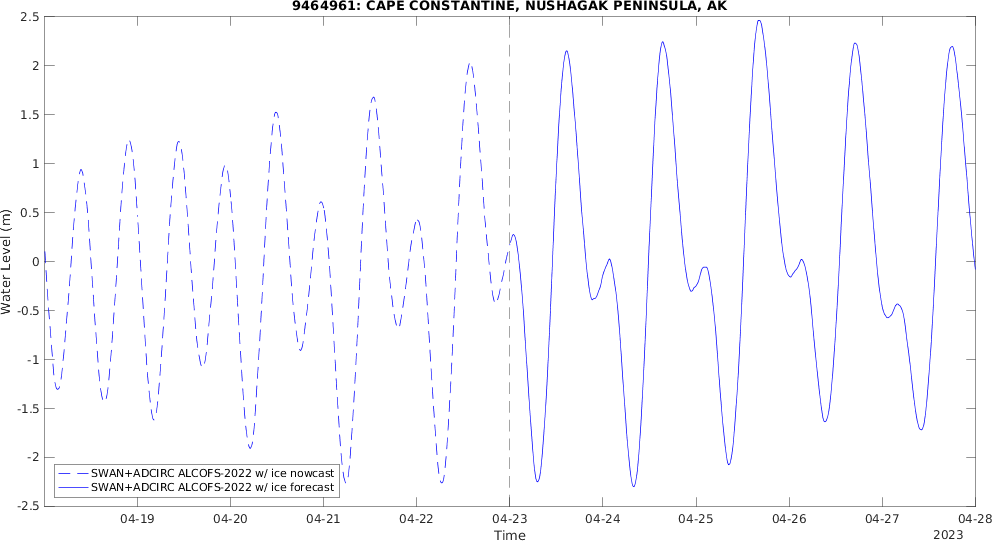 9464961: CAPE CONSTANTINE, NUSHAGAK PENINSULA, AK
2.5
2
1.5
1
0.5
0
-0.5
-1
-1.5
-2
-2.5
Water Level (m)
SWAN+ADCIRC ALCOFS-2022 w/ ice nowcast
SWAN+ADCIRC ALCOFS-2022 w/ ice forecast
04-19 04-20 04-21 04-22 04-23 04-24 04-25 04-26 04-27 04-28
Time
2023